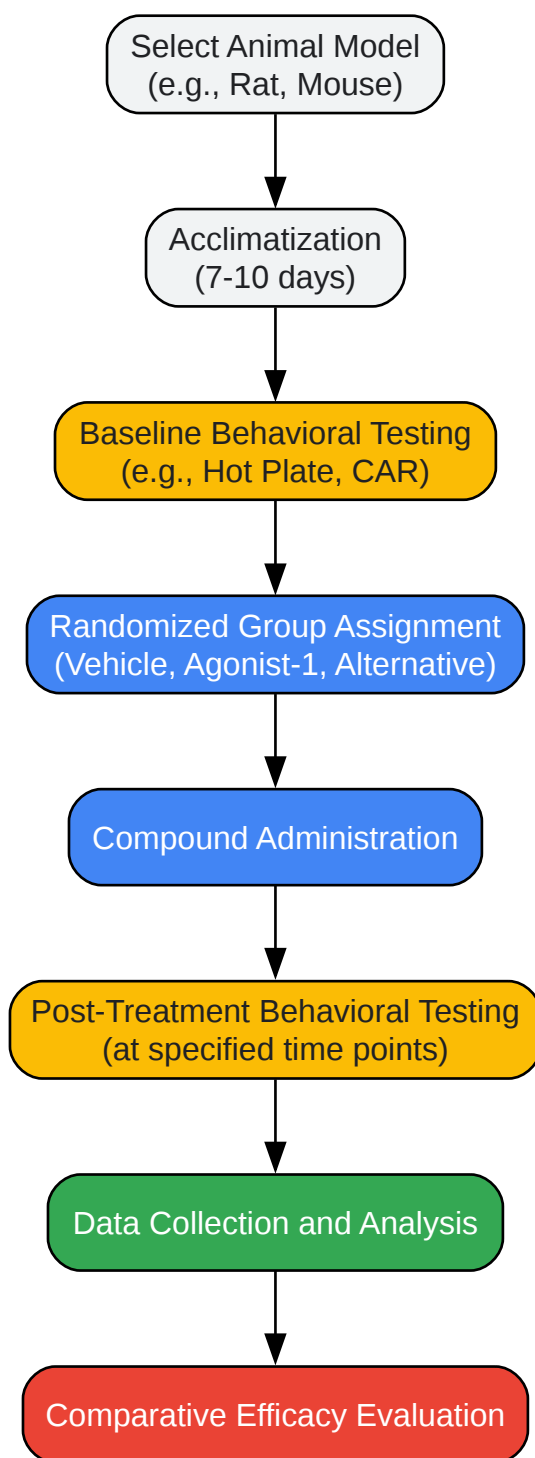 Select Animal Model
(e.g., Rat, Mouse)
Acclimatization
(7-10 days)
Baseline Behavioral Testing
(e.g., Hot Plate, CAR)
Randomized Group Assignment
(Vehicle, Agonist-1, Alternative)
Compound Administration
Post-Treatment Behavioral Testing
(at specified time points)
Data Collection and Analysis
Comparative Efficacy Evaluation